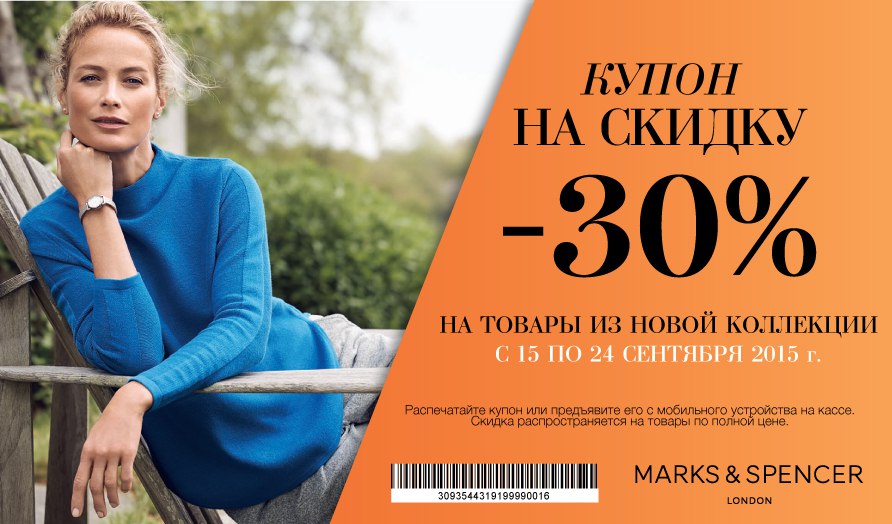 КУПОН
НА СКИДКУ
-30%
НА ТОВАРЫ ИЗ НОВОЙ КОЛЛЕКЦИИ
С 15 ПО 24 СЕНТЯБРЯ 2015 г.
Распечатайте купон или предъявите его с мобильного устройства на кассе.
Скидка распространяется на товары по полной цене.
3093544319199990016
MARKS & SPENCER
LONDON